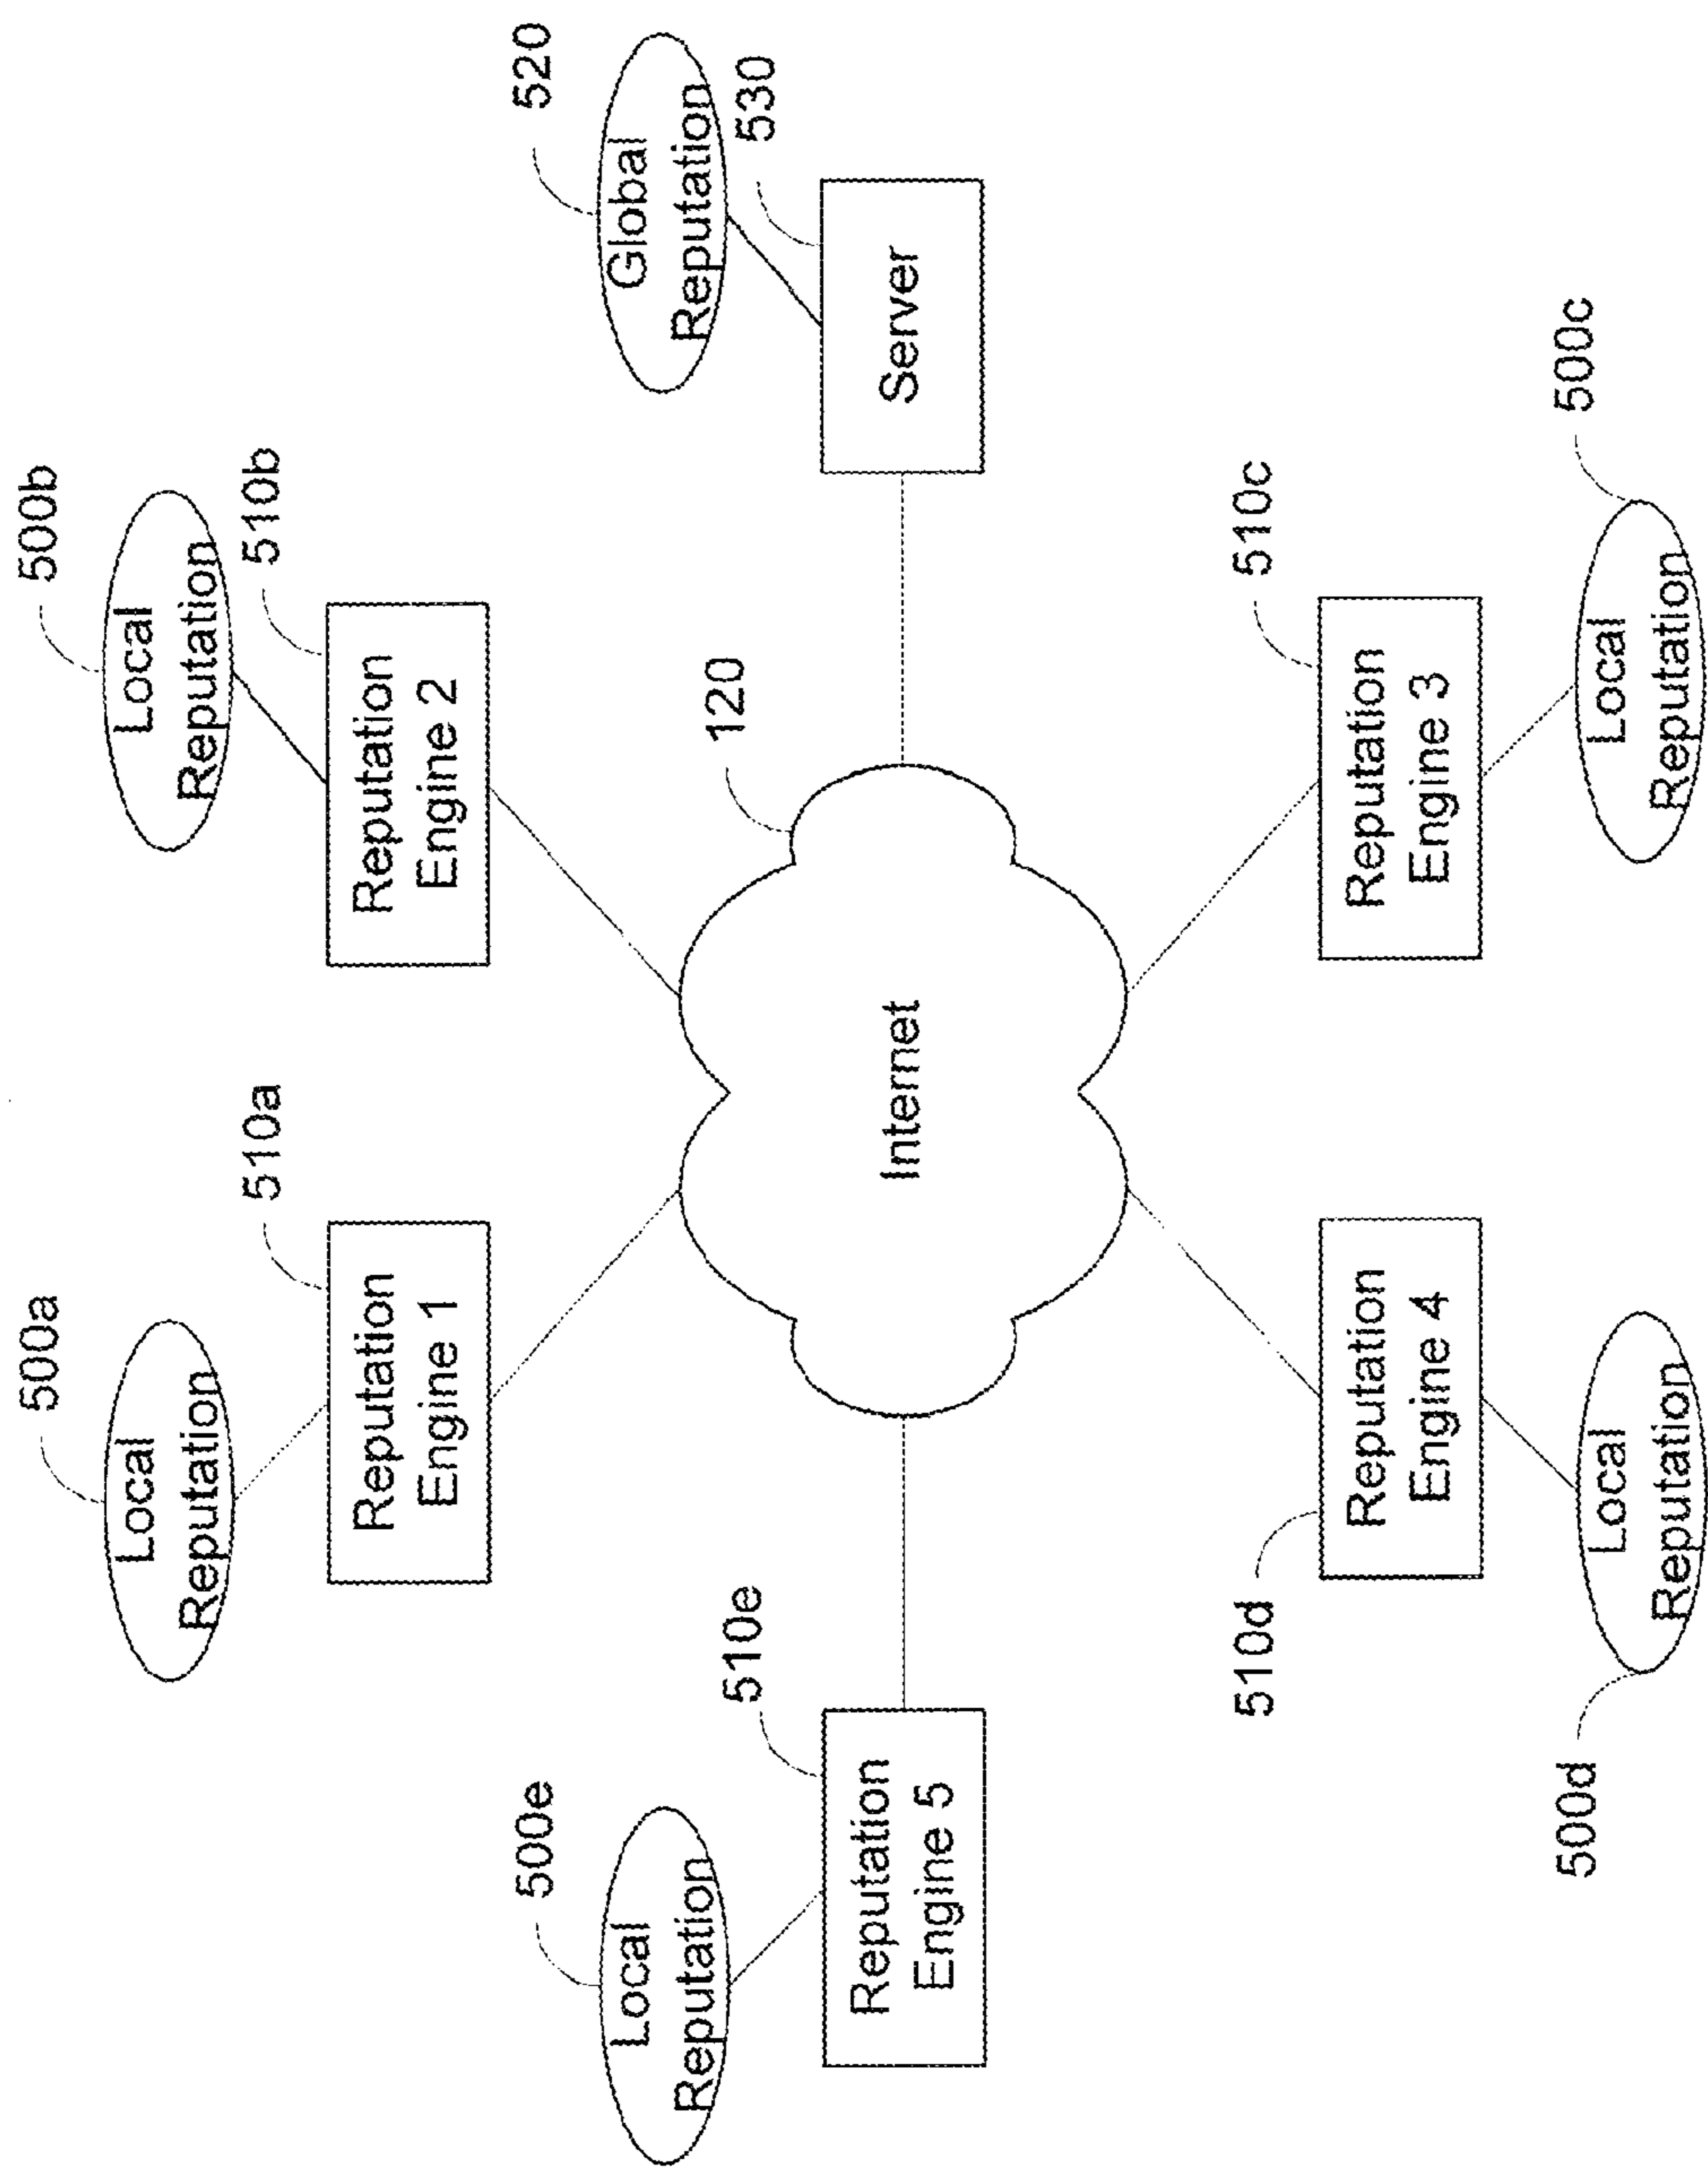 500a
Local
Reputation
510a
Reputation
Engine 1
500b
Local
Reputation
510b
Reputation
Engine 2
500e
Local
Reputation
510e
Reputation
Engine 5
120
Internet
520
Global
Reputation
530
Server
510d
Reputation
Engine 4
500d
Local
Reputation
510c
Reputation
Engine 3
500c
Local
Reputation